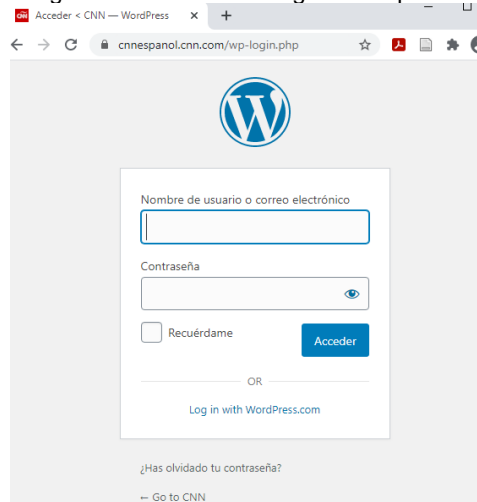 Acceder < CNN — WordPress
cnnespanol.cnn.com/wp-login.php
Nombre de usuario o correo electrónico
Contraseña
Recuérdame
Acceder
OR
Log in with WordPress.com
¿Has olvidado tu contraseña?
← Go to CNN